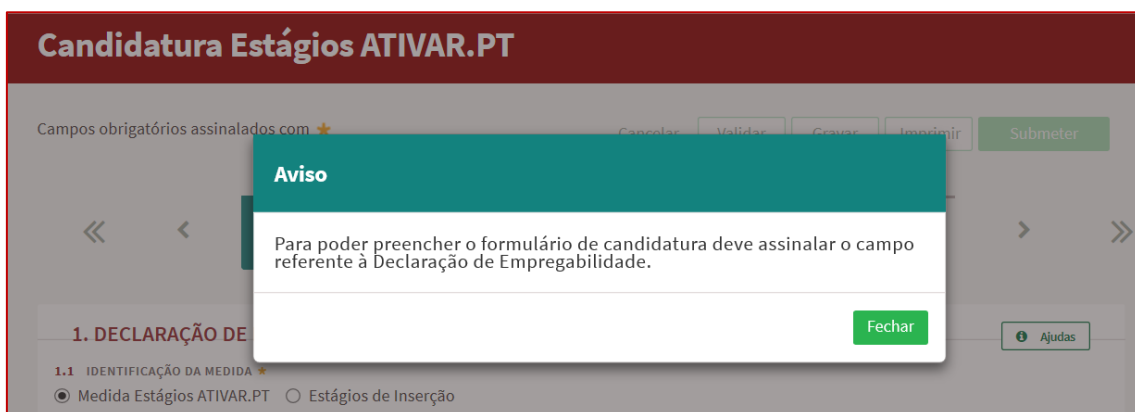 Candidatura Estágios ATIVAR.PT
Campos obrigatórios assinalados com ★
Cancelar Validar Gravar Imprimir Submeter
Aviso
Para poder preencher o formulário de candidatura deve assinalar o campo
referente à Declaração de Empregabilidade.
Fechar
1. DECLARAÇÃO DE
Ajudas
1.1 IDENTIFICAÇÃO DA MEDIDA ★
Medida Estágios ATIVAR.PT Estágios de Inserção